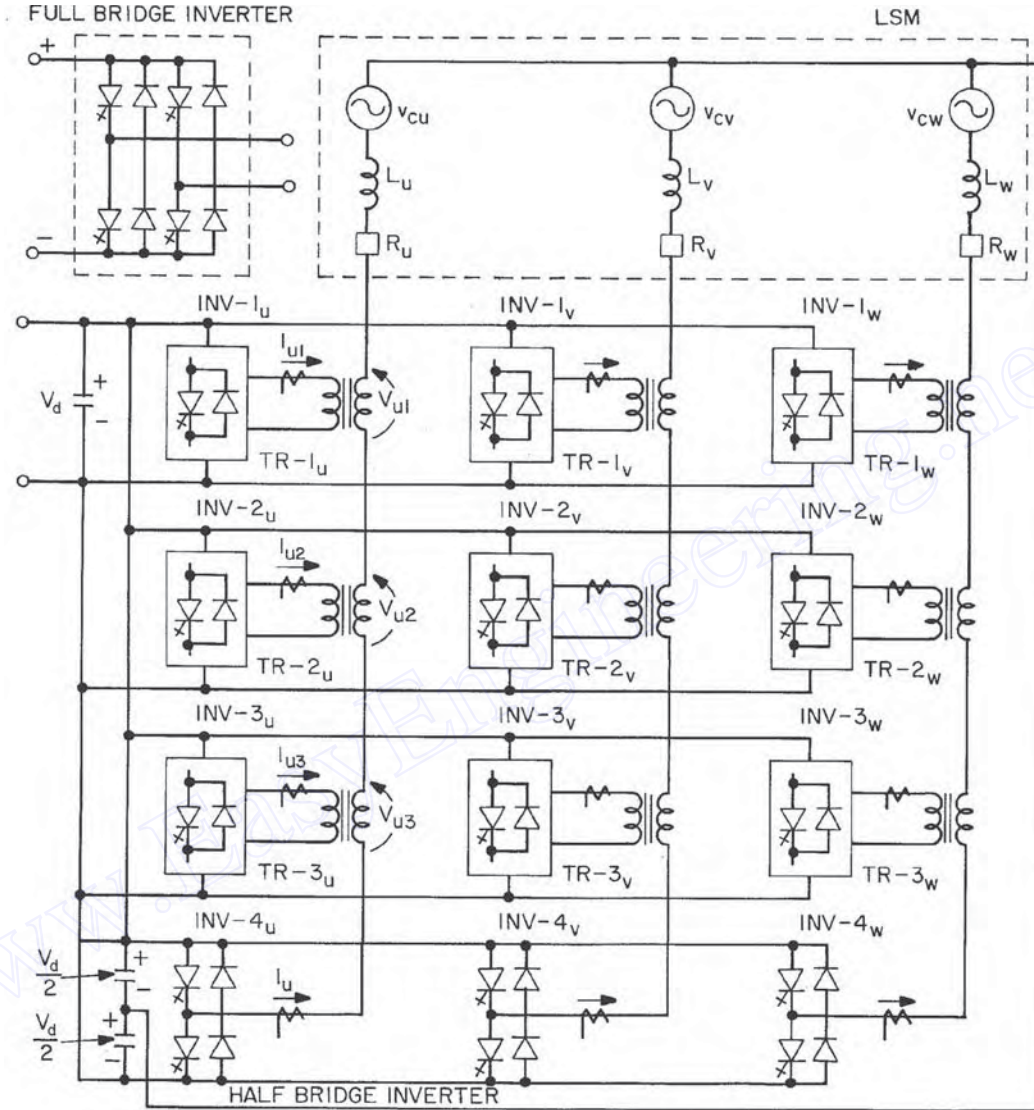 FULL BRIDGE INVERTER
LSM
+
−
v_cu
v_cv
v_cw
L_u
L_v
L_w
R_u
R_v
R_w
INV-1_u
INV-1_v
INV-1_w
I_u1
V_d
+
−
V_u1
TR-1_u
TR-1_v
TR-1_w
INV-2_u
INV-2_v
INV-2_w
I_u2
V_u2
TR-2_u
TR-2_v
TR-2_w
INV-3_u
INV-3_v
INV-3_w
I_u3
V_u3
TR-3_u
TR-3_v
TR-3_w
INV-4_u
INV-4_v
INV-4_w
V_d/2
+
−
I_u
V_d/2
+
−
HALF BRIDGE INVERTER
www.EasyEngineering.ne